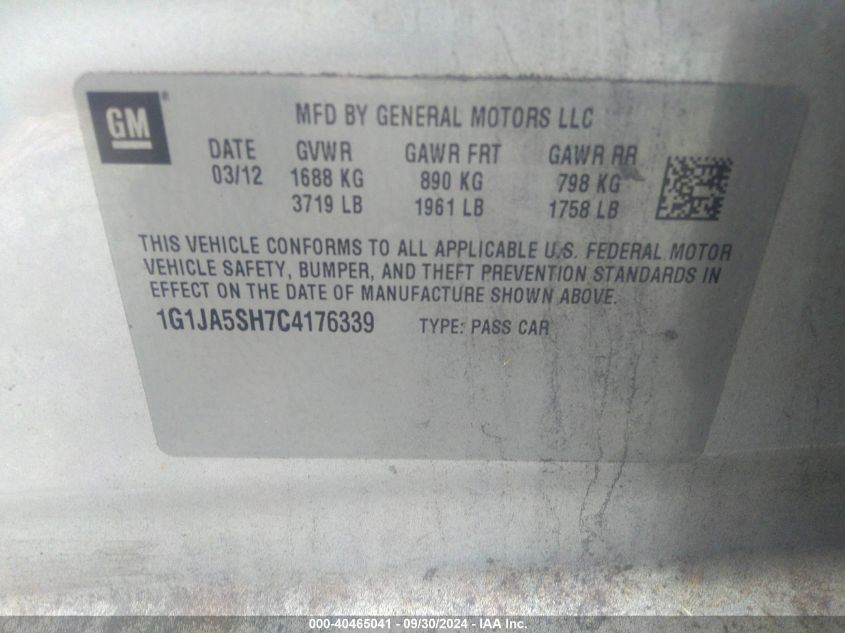 GM ®
MFD BY GENERAL MOTORS LLC
DATE GVWR GAWR FRT GAWR RR
03/12 1688 KG 890 KG 798 KG
3719 LB 1961 LB 1758 LB
THIS VEHICLE CONFORMS TO ALL APPLICABLE U.S. FEDERAL MOTOR
VEHICLE SAFETY, BUMPER, AND THEFT PREVENTION STANDARDS IN
EFFECT ON THE DATE OF MANUFACTURE SHOWN ABOVE.
1G1JA5SH7C4176339 TYPE: PASS CAR
000-40465041 - 09/30/2024 - IAA Inc.